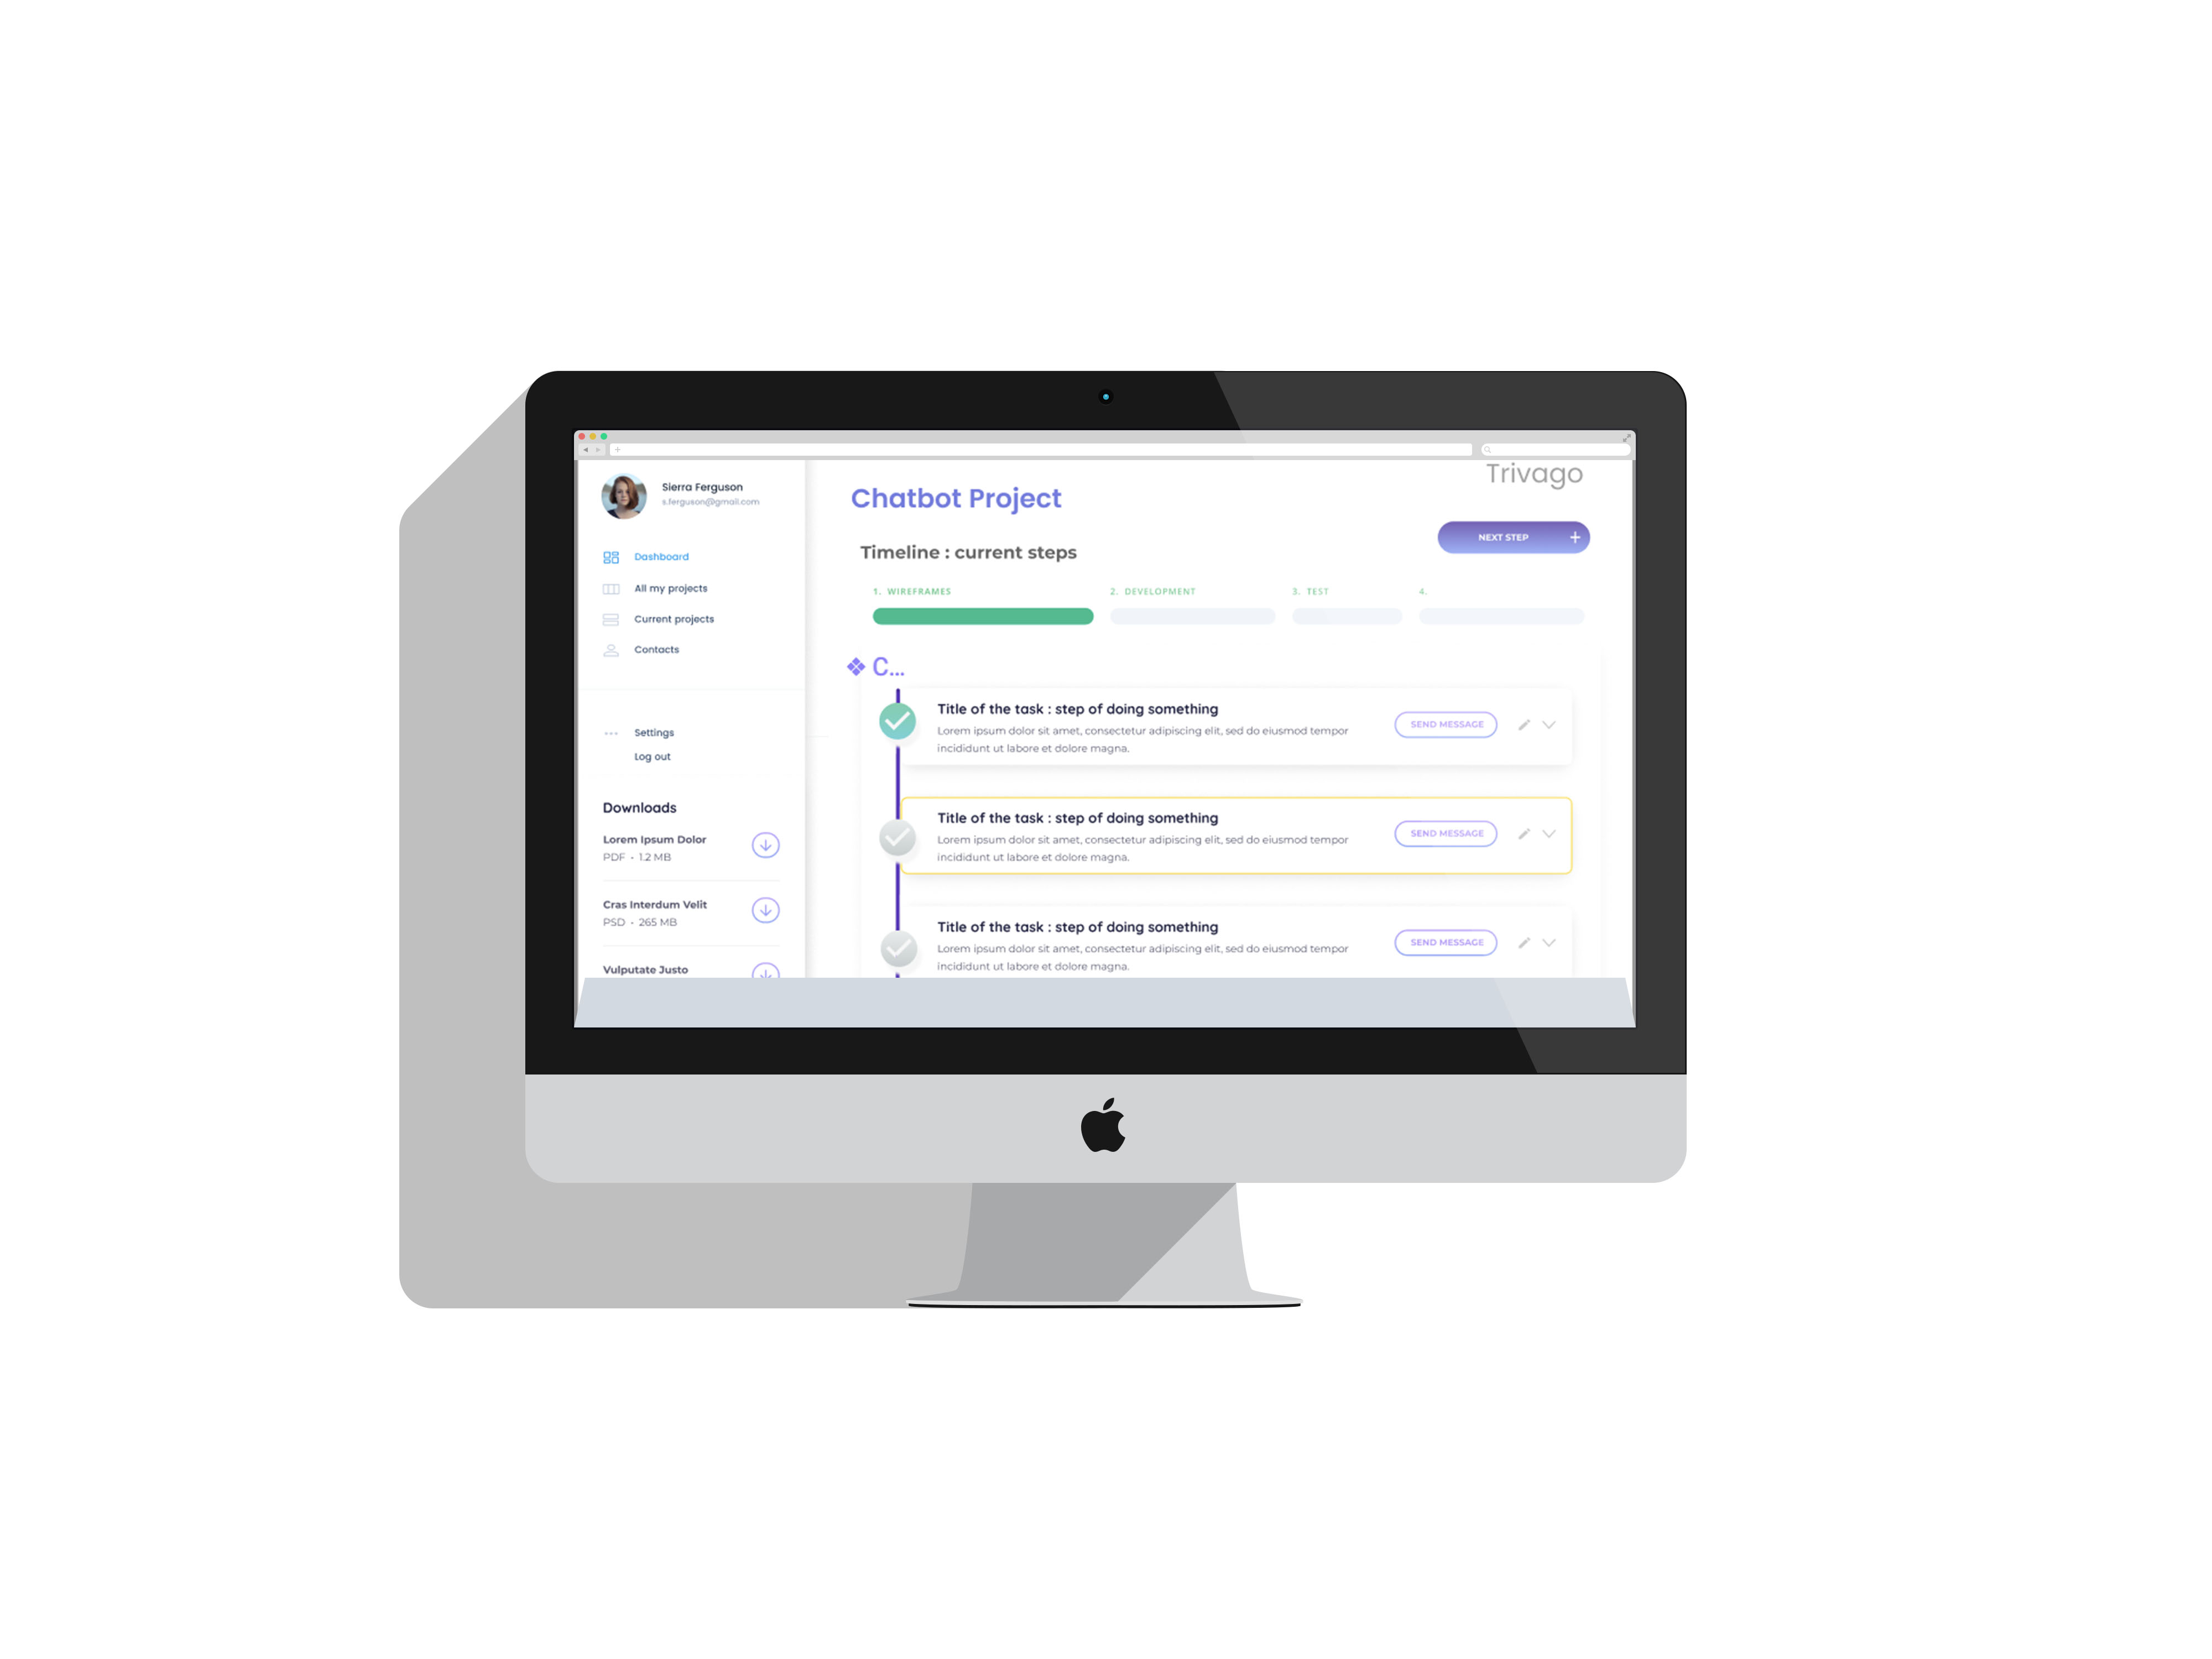 Sierra Ferguson
s.ferguson@gmail.com
Dashboard
All my projects
Current projects
Contacts
Settings
Log out
Downloads
Lorem Ipsum Dolor
PDF • 1.2 MB
Cras Interdum Velit
PSD • 265 MB
Vulputate Justo
Trivago
Chatbot Project
NEXT STEP +
Timeline : current steps
1. WIREFRAMES
2. DEVELOPMENT
3. TEST
4.
❖ C...
Title of the task : step of doing something
Lorem ipsum dolor sit amet, consectetur adipiscing elit, sed do eiusmod tempor
incididunt ut labore et dolore magna.
SEND MESSAGE
Title of the task : step of doing something
Lorem ipsum dolor sit amet, consectetur adipiscing elit, sed do eiusmod tempor
incididunt ut labore et dolore magna.
SEND MESSAGE
Title of the task : step of doing something
Lorem ipsum dolor sit amet, consectetur adipiscing elit, sed do eiusmod tempor
incididunt ut labore et dolore magna.
SEND MESSAGE